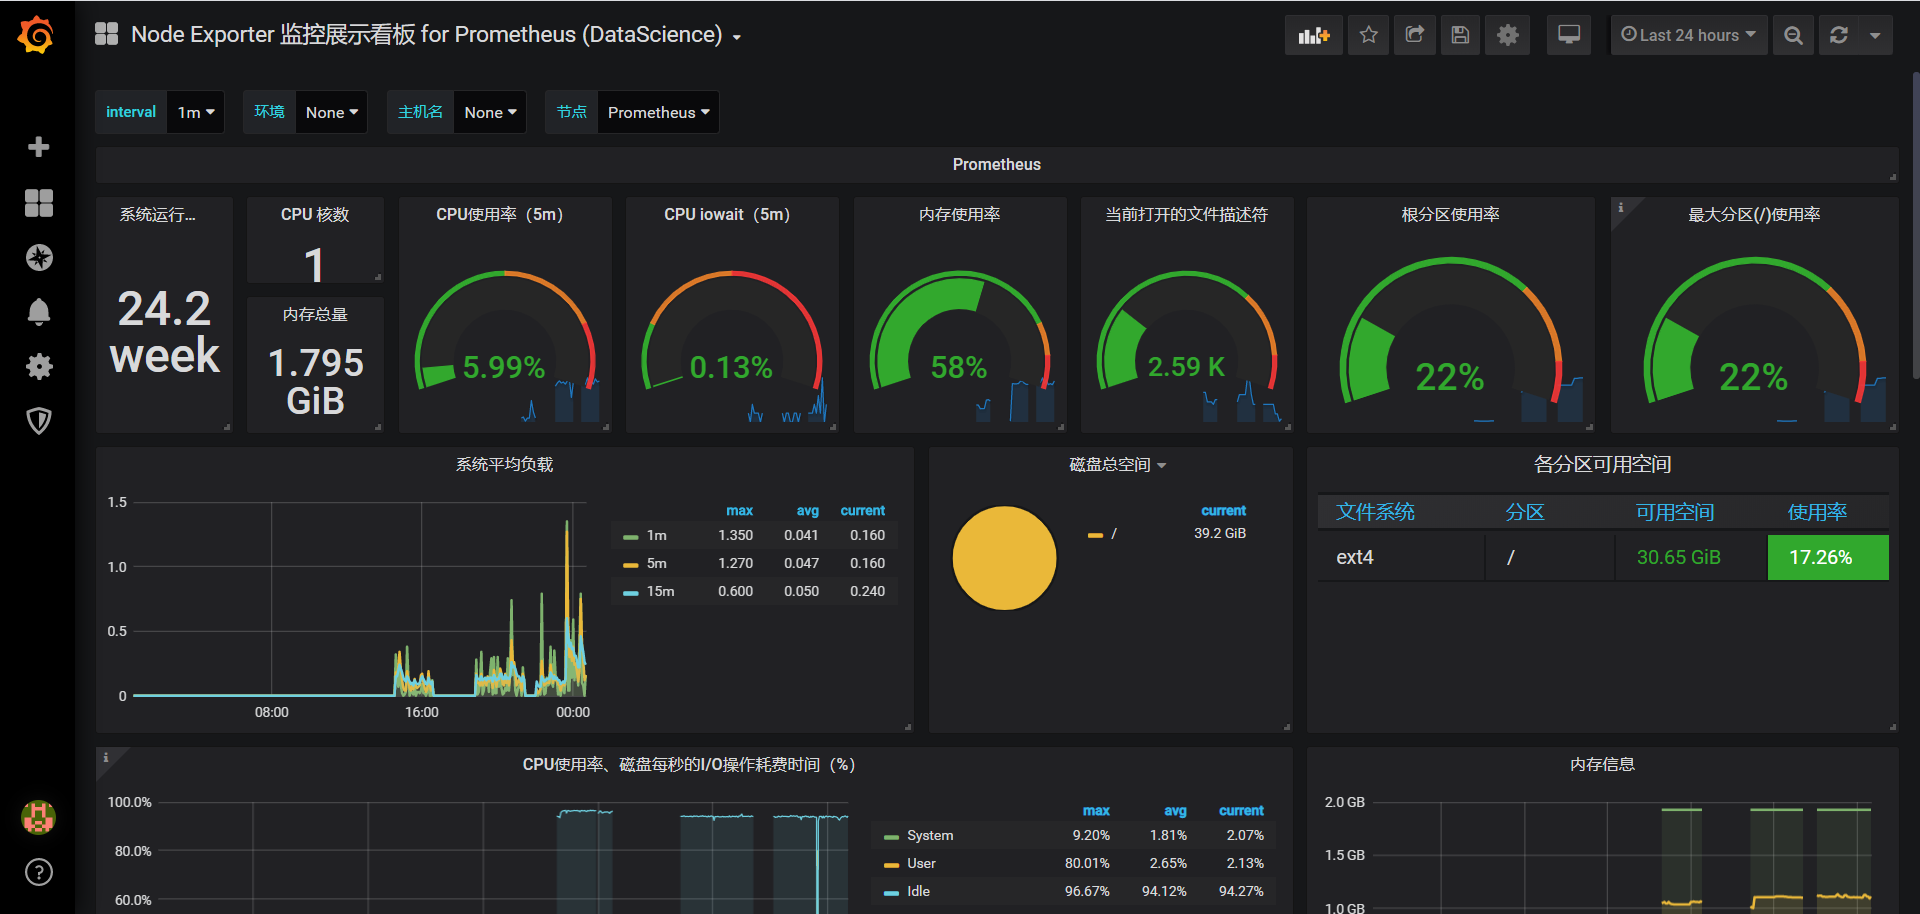 Node Exporter 监控展示看板 for Prometheus (DataScience)
Last 24 hours
interval 1m 环境 None 主机名 None 节点 Prometheus
Prometheus
系统运行...
24.2
week
CPU 核数
1
内存总量
1.795
GiB
CPU使用率（5m）
5.99%
CPU iowait（5m）
0.13%
内存使用率
58%
当前打开的文件描述符
2.59 K
根分区使用率
22%
i
最大分区(/)使用率
22%
系统平均负载
1.5
1.0
0.5
0
08:00 16:00 00:00
max avg current
1m 1.350 0.041 0.160
5m 1.270 0.047 0.160
15m 0.600 0.050 0.240
磁盘总空间
current
/ 39.2 GiB
各分区可用空间
文件系统 分区 可用空间 使用率
ext4 / 30.65 GiB 17.26%
i
CPU使用率、磁盘每秒的I/O操作耗费时间（%）
100.0%
80.0%
60.0%
max avg current
System 9.20% 1.81% 2.07%
User 80.01% 2.65% 2.13%
Idle 96.67% 94.12% 94.27%
内存信息
2.0 GB
1.5 GB
1.0 GB
?